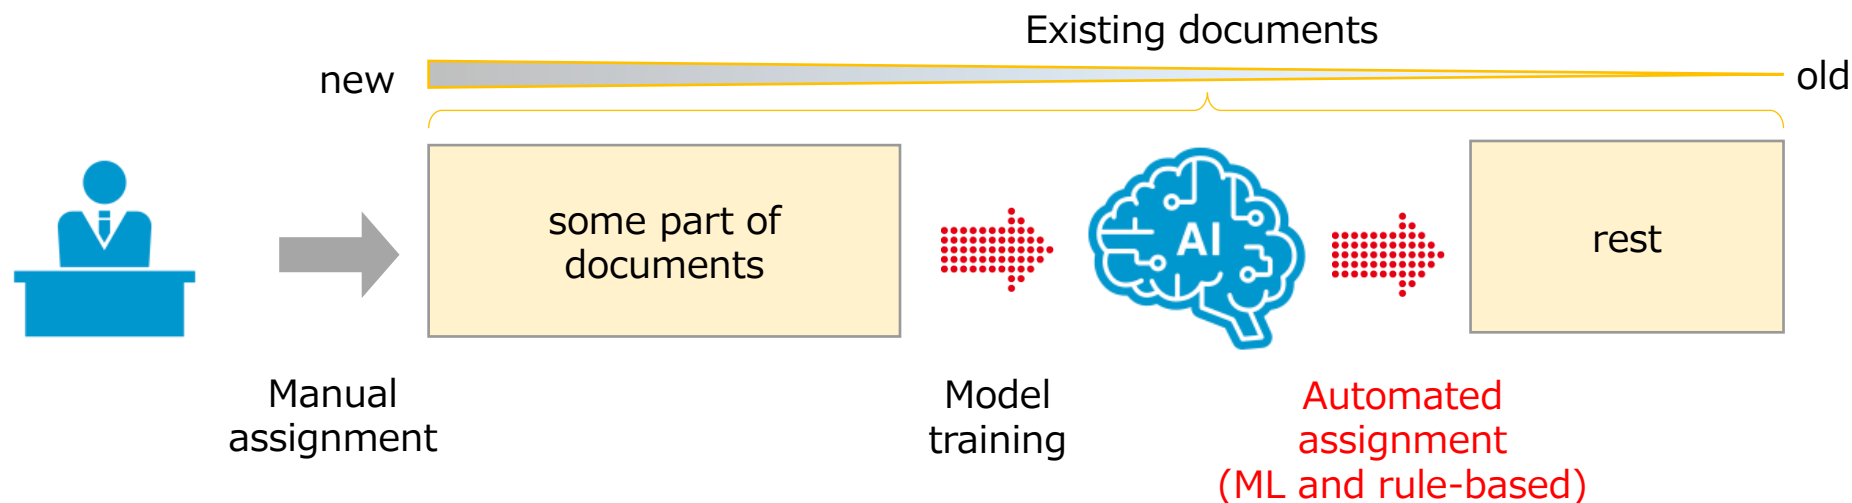 Existing documents
new
old
some part of
documents
AI
rest
Manual
assignment
Model
training
Automated
assignment
(ML and rule-based)